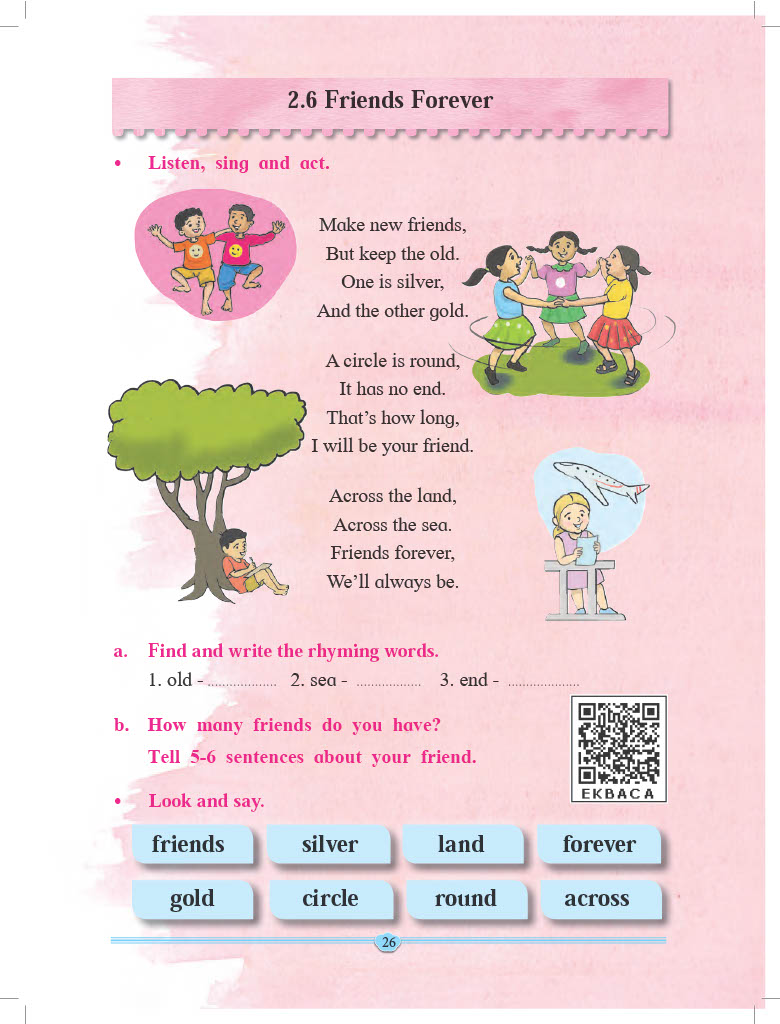 2.6 Friends Forever
• Listen, sing and act.
Make new friends,
But keep the old.
One is silver,
And the other gold.
A circle is round,
It has no end.
That's how long,
I will be your friend.
Across the land,
Across the sea.
Friends forever,
We'll always be.
a. Find and write the rhyming words.
1. old - ................... 2. sea - .................. 3. end - ....................
b. How many friends do you have?
Tell 5-6 sentences about your friend.
EKBACA
• Look and say.
friends silver land forever
gold circle round across
26